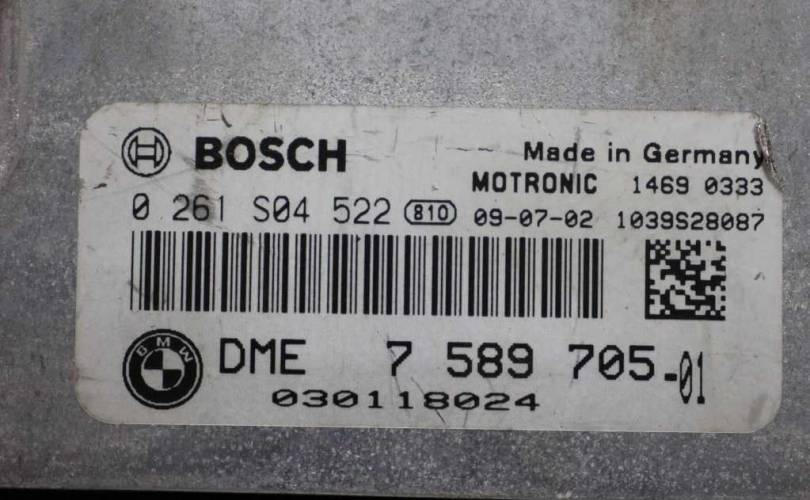 BOSCH
Made in Germany
MOTRONIC 1469 0333
0 261 S04 522 810 09-07-02 1039S28087
BMW DME 7 589 705-01
030118024